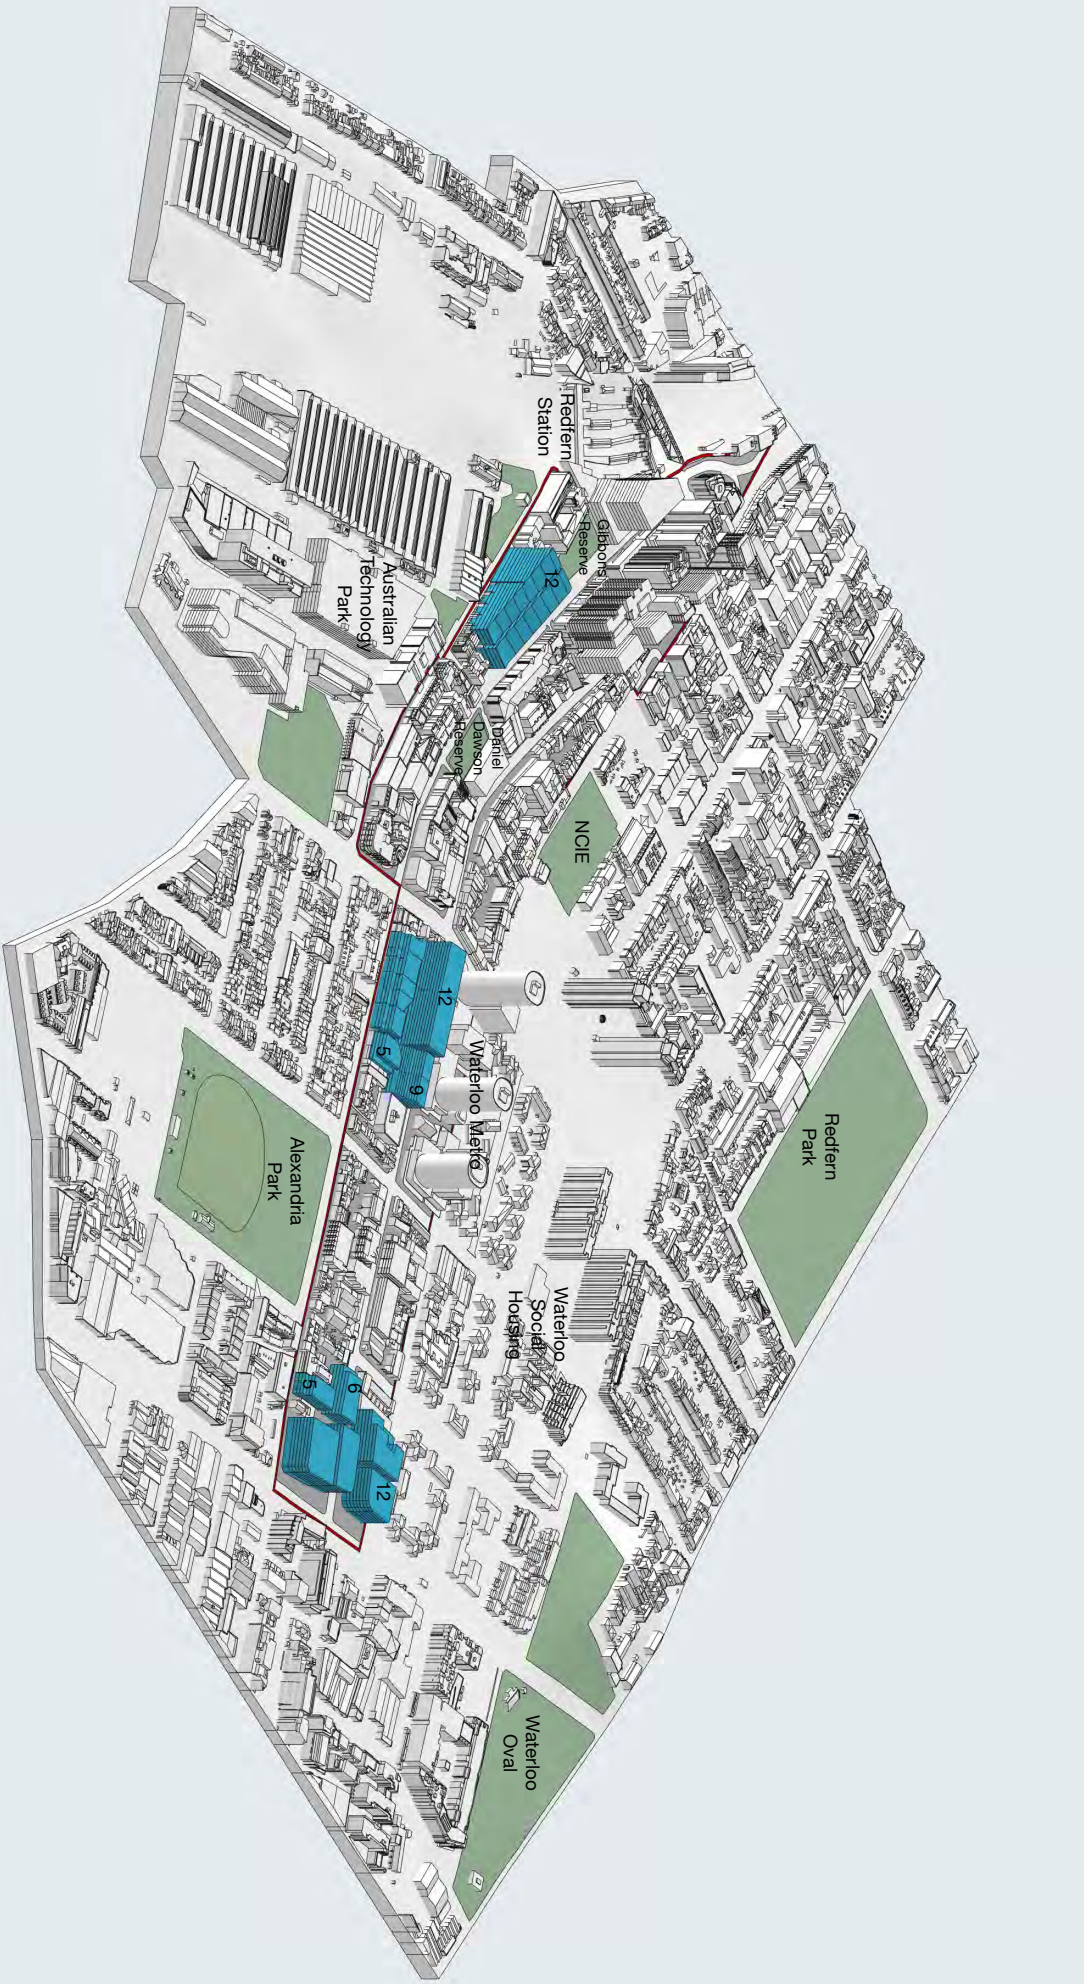 Redfern
Station
Gibbons
Reserve
12
Australian
Technology
Park
Daniel
Dawson
Reserve
NCIE
12
5
9
Waterloo Metro
Redfern
Park
Alexandria
Park
Waterloo
Social
Housing
6
5
12
Waterloo
Oval